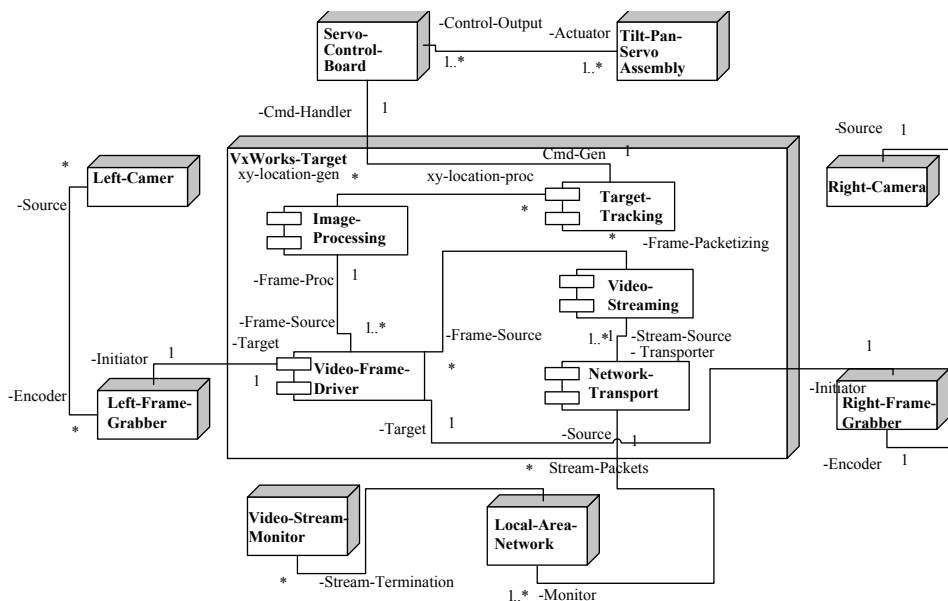 -Control-Output
Servo-
Control-
Board
-Actuator
Tilt-Pan-
Servo
Assembly
1..*
1..*
-Cmd-Handler
1
-Source
1
VxWorks-Target
Cmd-Gen
1
*
Left-Camer
xy-location-gen
*
xy-location-proc
Right-Camera
-Source
Target-
Tracking
*
Image-
Processing
*
-Frame-Packetizing
-Frame-Proc
1
Video-
Streaming
-Frame-Source
1..*
-Frame-Source
1..*
1
-Stream-Source
-Target
- Transporter
-Initiator
1
1
Video-Frame-
Driver
*
Network-
Transport
1
-Initiator
-Encoder
*
Left-Frame-
Grabber
Right-Frame-
Grabber
-Target
1
-Source
1
-Encoder
1
*
Stream-Packets
Video-Stream-
Monitor
Local-Area-
Network
*
-Stream-Termination
1..*
-Monitor